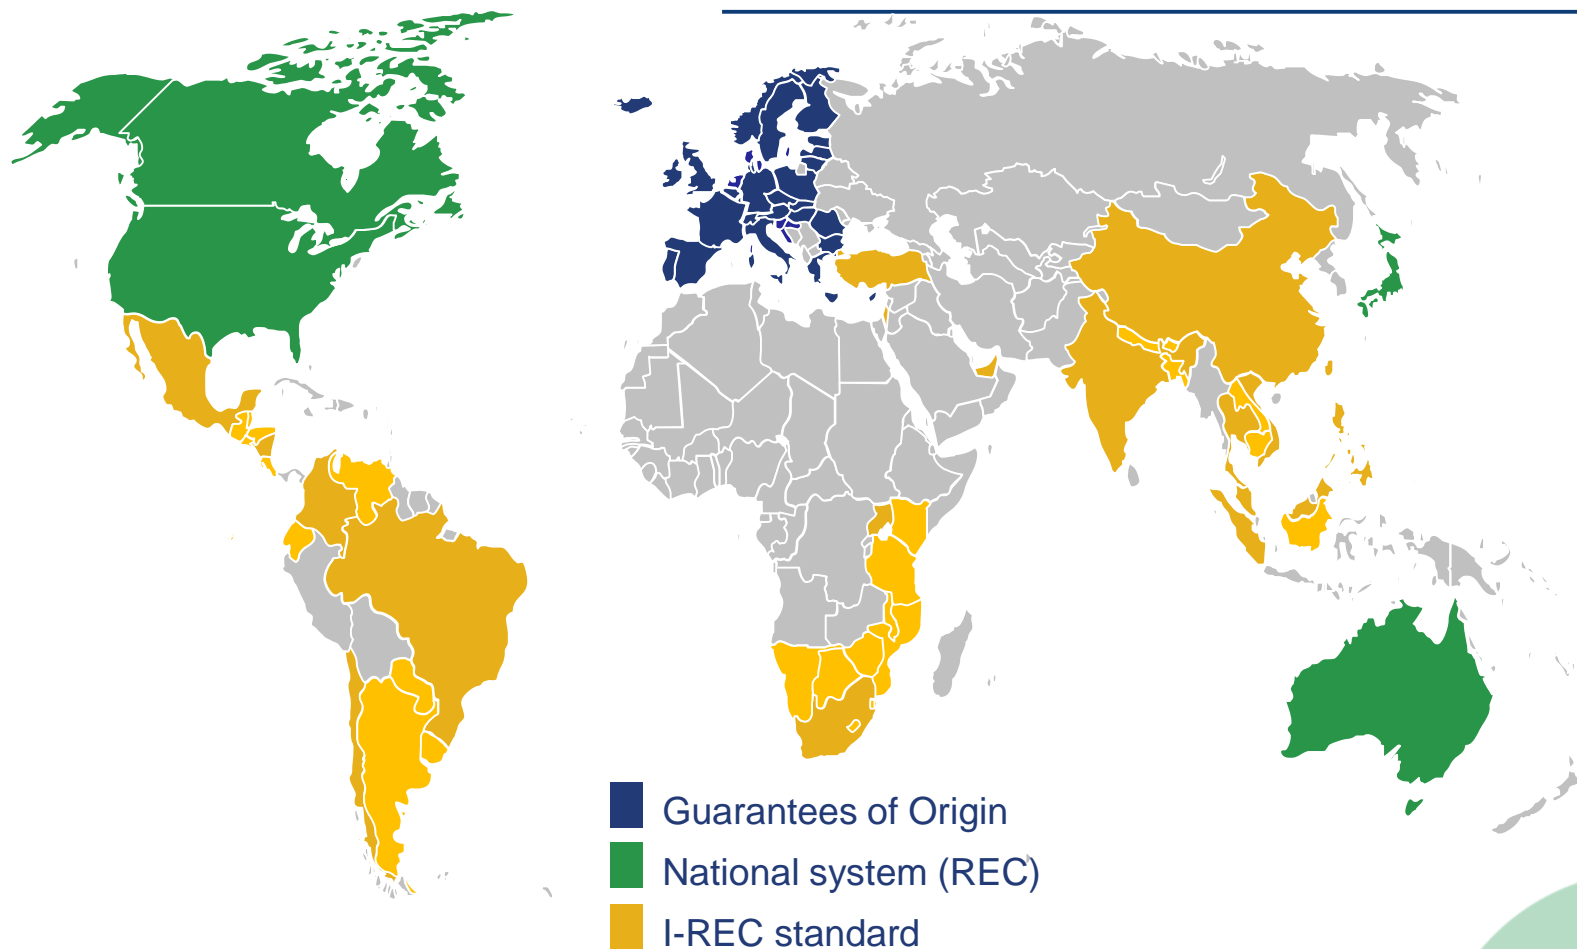 Guarantees of Origin
National system (REC)
I-REC standard